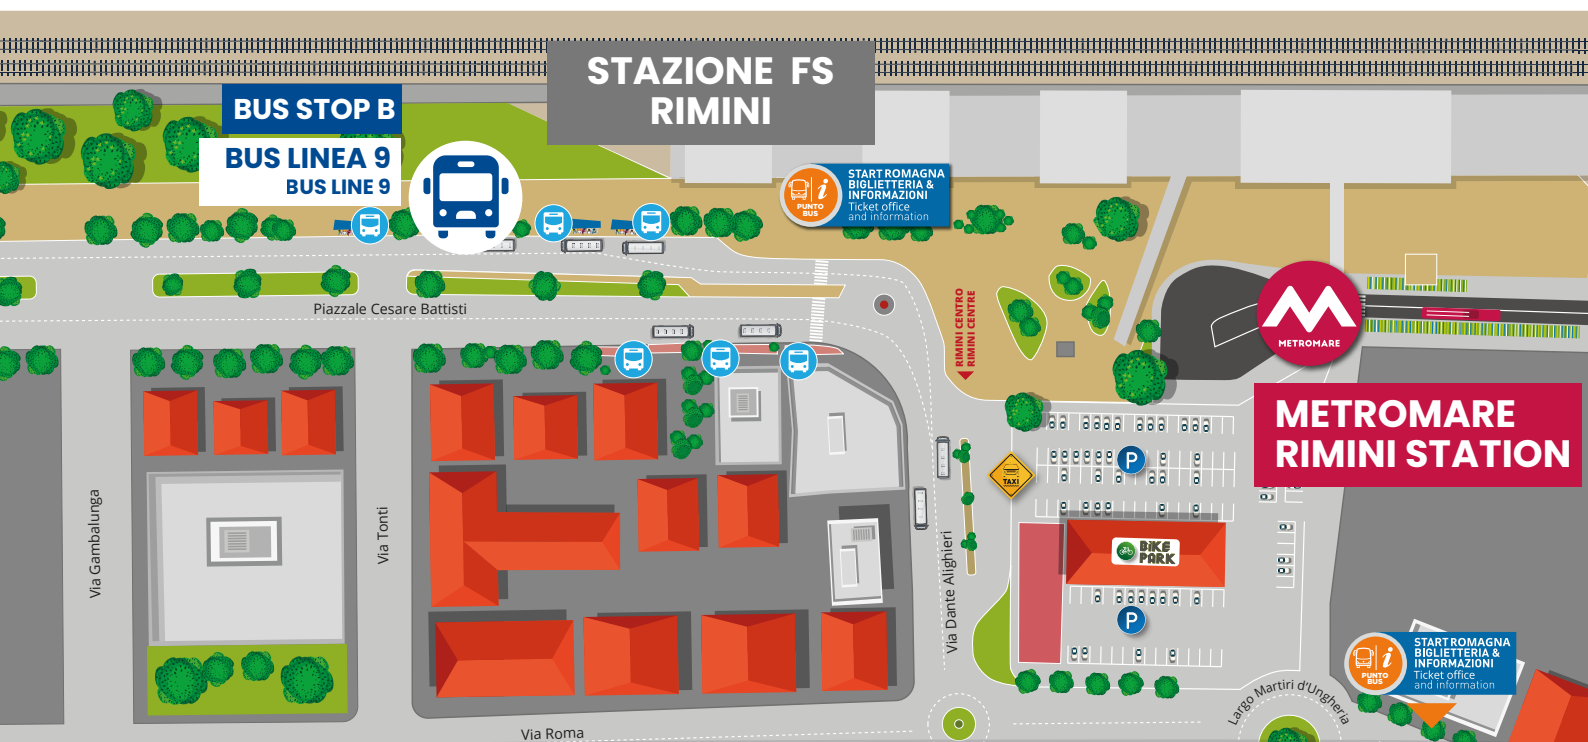 STAZIONE FS
RIMINI
BUS STOP B
BUS LINEA 9
BUS LINE 9
START ROMAGNA
BIGLIETTERIA &
INFORMAZIONI
Ticket office
and information
i
PUNTO
BUS
Piazzale Cesare Battisti
RIMINI CENTRO
RIMINI CENTRE
METROMARE
METROMARE
RIMINI STATION
P
TAXI
Via Gambalunga
Via Tonti
Via Dante Alighieri
BIKE
PARK
P
START ROMAGNA
BIGLIETTERIA &
INFORMAZIONI
Ticket office
and information
i
PUNTO
BUS
Largo Martiri d'Ungheria
Via Roma